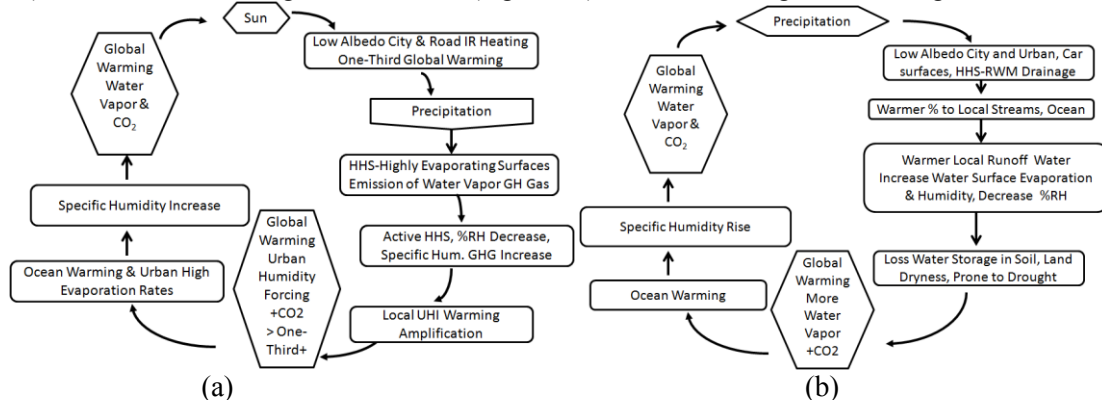 Sun
Low Albedo City & Road IR Heating
One-Third Global Warming
Precipitation
HHS-Highly Evaporating Surfaces
Emission of Water Vapor GH Gas
Active HHS, %RH Decrease,
Specific Hum. GHG Increase
Local UHI Warming
Amplification
Global
Warming
Urban
Humidity
Forcing
+CO2
> One-
Third+
Ocean Warming & Urban High
Evaporation Rates
Specific Humidity Increase
Global
Warming
Water
Vapor &
CO2
(a)
Precipitation
Low Albedo City and Urban, Car
surfaces, HHS-RWM Drainage
Warmer % to Local Streams, Ocean
Warmer Local Runoff Water
Increase Water Surface Evaporation
& Humidity, Decrease %RH
Loss Water Storage in Soil, Land
Dryness, Prone to Drought
Global
Warming
More
Water
Vapor
+CO2
Ocean Warming
Specific Humidity Rise
Global
Warming
Water
Vapor &
CO2
(b)